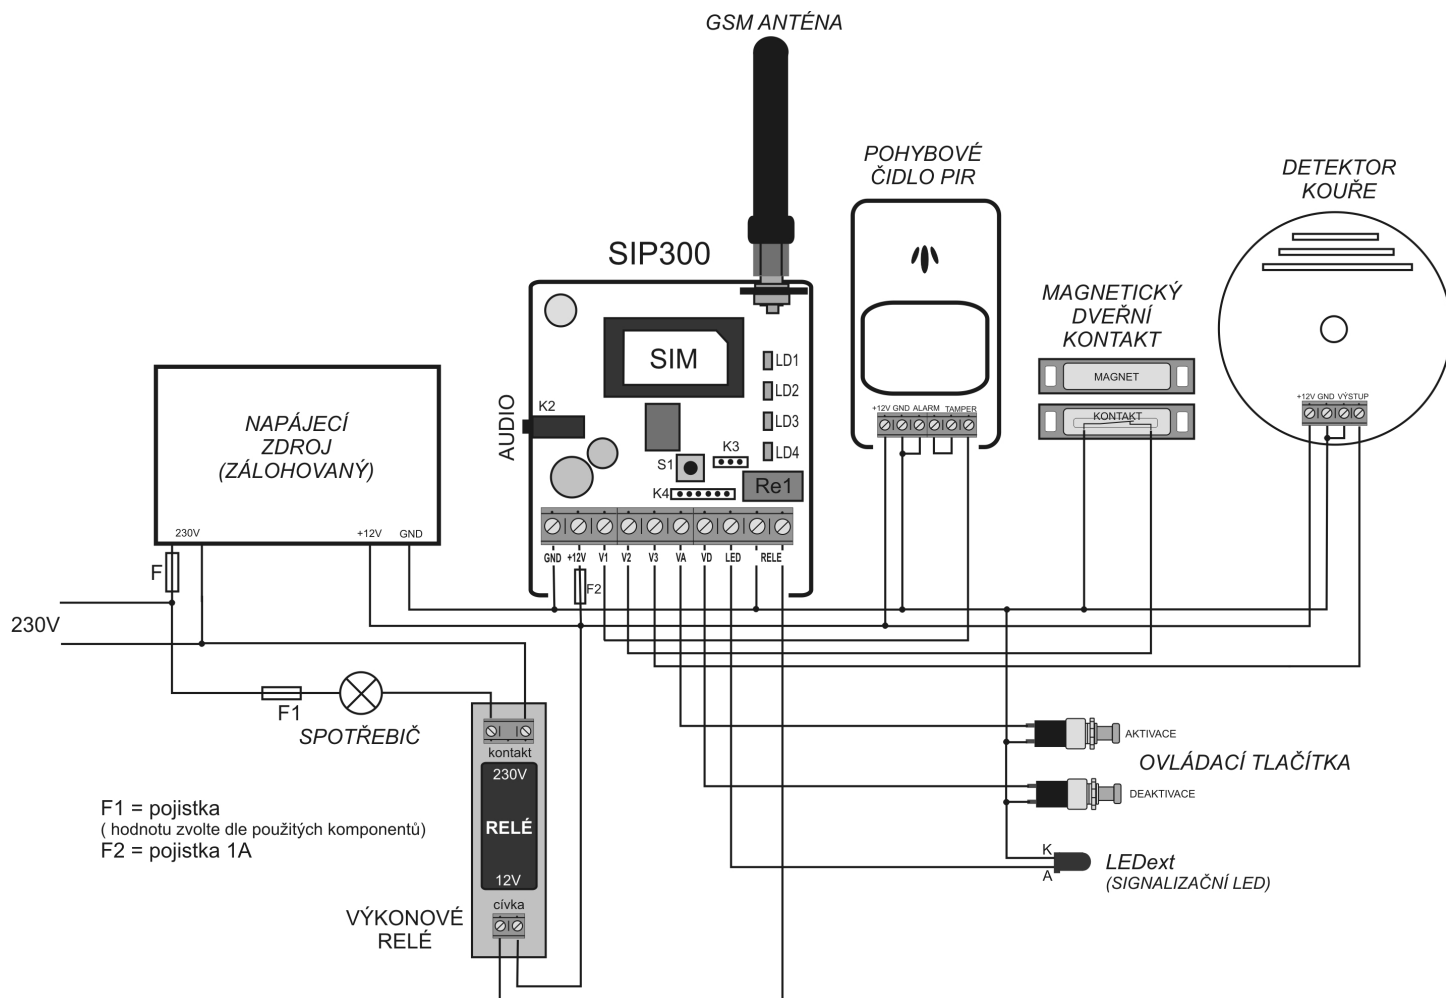 GSM ANTÉNA
POHYBOVÉ
ČIDLO PIR
DETEKTOR
KOUŘE
SIP300
MAGNETICKÝ
DVEŘNÍ
KONTAKT
SIM
LD1
LD2
LD3
LD4
MAGNET
KONTAKT
+12V GND VÝSTUP
+12V GND ALARM TAMPER
AUDIO
K2
K3
S1
K4
Re1
NAPÁJECÍ
ZDROJ
(ZÁLOHOVANÝ)
230V +12V GND
GND +12V V1 V2 V3 VA VD LED RELE
F
F2
230V
F1
SPOTŘEBIČ
kontakt
230V
RELÉ
12V
cívka
VÝKONOVÉ
RELÉ
AKTIVACE
OVLÁDACÍ TLAČÍTKA
DEAKTIVACE
K
A
LEDext
(SIGNALIZAČNÍ LED)
F1 = pojistka
( hodnotu zvolte dle použitých komponentů)
F2 = pojistka 1A